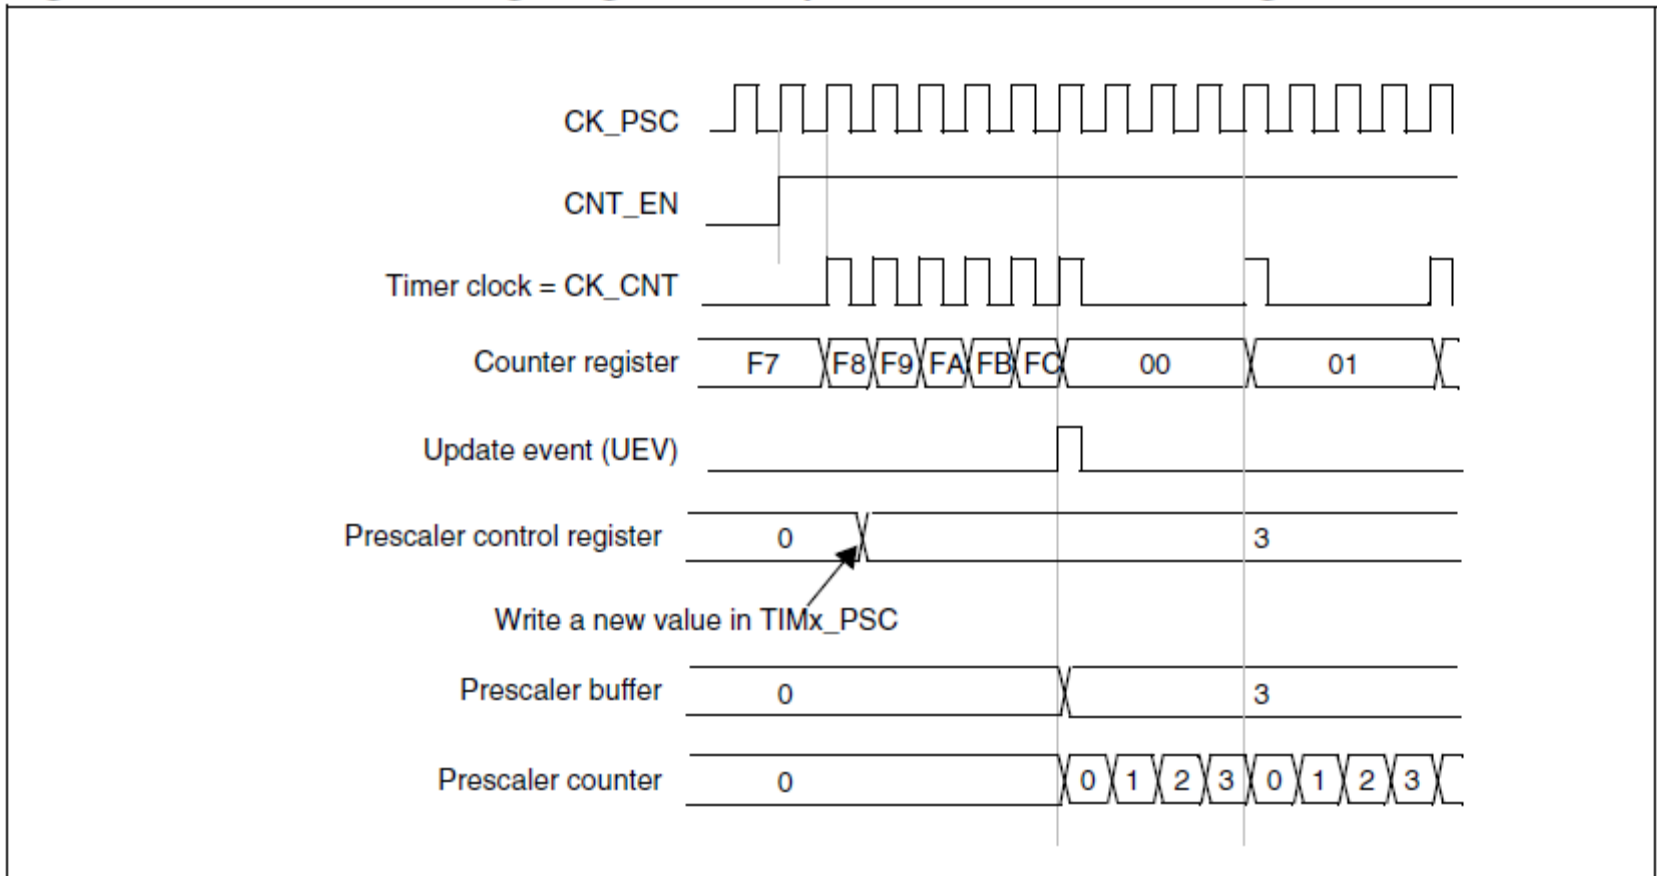 CK_PSC
CNT_EN
Timer clock = CK_CNT
Counter register F7 F8 F9 FA FB FC 00 01
Update event (UEV)
Prescaler control register 0 3
Write a new value in TIMx_PSC
Prescaler buffer 0 3
Prescaler counter 0 0 1 2 3 0 1 2 3